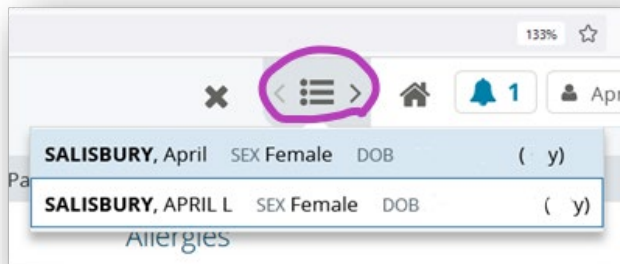 133%
1 Apr
SALISBURY, April SEX Female DOB ( y)
Pa
SALISBURY, APRIL L SEX Female DOB ( y)
Allergies